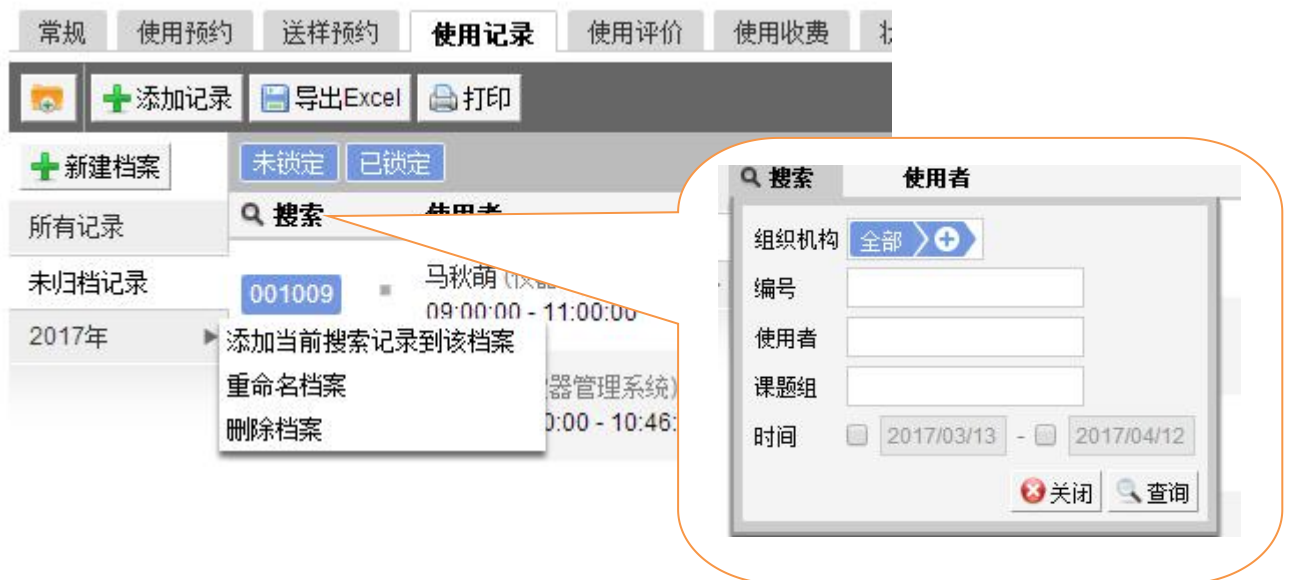 常规 使用预约 送样预约 使用记录 使用评价 使用收费
添加记录 导出Excel 打印
新建档案 未锁定 已锁定
所有记录 搜索 使用者
未归档记录 001009 马秋萌
09:00:00 - 11:00:00
2017年
添加当前搜索记录到该档案
重命名档案 器管理系统)
删除档案 0:00 - 10:46:
搜索 使用者
组织机构 全部
编号
使用者
课题组
时间 2017/03/13 - 2017/04/12
关闭 查询